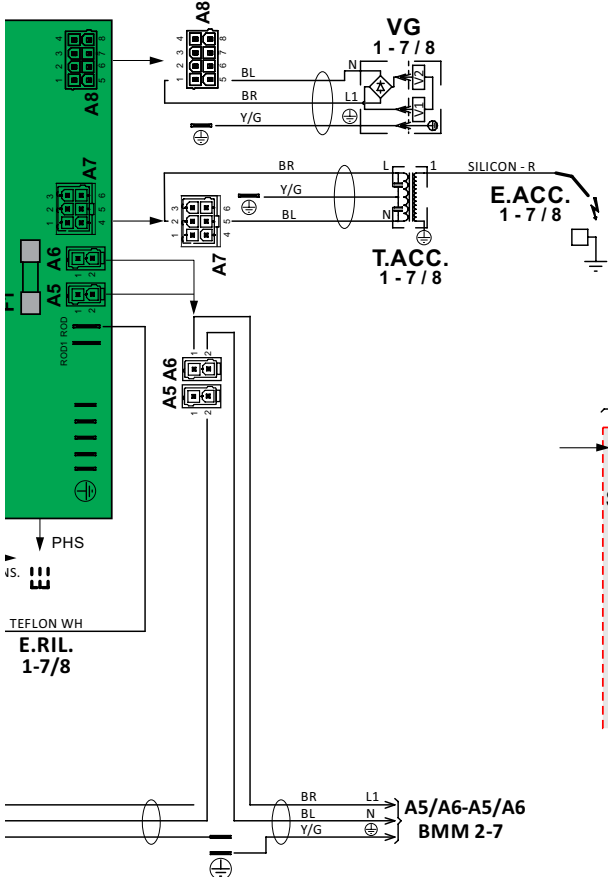 A8
VG
1 - 7 / 8
4 8
3 7
2 6
1 5
A8
4 8
3 7
2 6
1 5
BL
N
BR
L1
Y/G
V2
V1
A7
3 6
2 5
1 4
A7
3 6
2 5
1 4
BR
L
1
SILICON - R
Y/G
BL
N
E.ACC.
1 - 7 / 8
T.ACC.
1 - 7 / 8
A6
1 2
A5
1 2
ROD1 ROD
A5 A6
1 2
1 2
PHS
NS.
TEFLON WH
E.RIL.
1-7/8
BR
L1
BL
N
Y/G
A5/A6-A5/A6
BMM 2-7